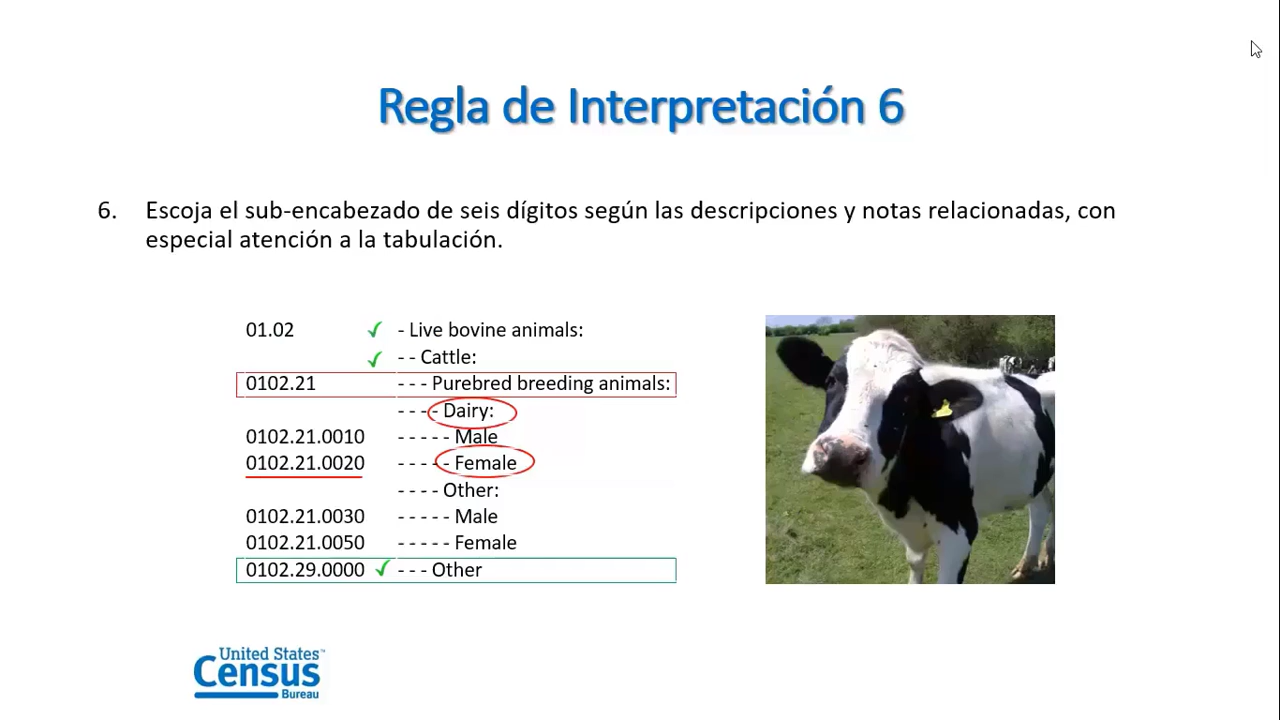 Regla de Interpretación 6
6. Escoja el sub-encabezado de seis dígitos según las descripciones y notas relacionadas, con
especial atención a la tabulación.
01.02 ✓ - Live bovine animals:
✓ - - Cattle:
0102.21 - - - Purebred breeding animals:
- - - - Dairy:
0102.21.0010 - - - - - Male
0102.21.0020 - - - - - Female
- - - - Other:
0102.21.0030 - - - - - Male
0102.21.0050 - - - - - Female
0102.29.0000 ✓ - - - Other
United States™
Census
Bureau